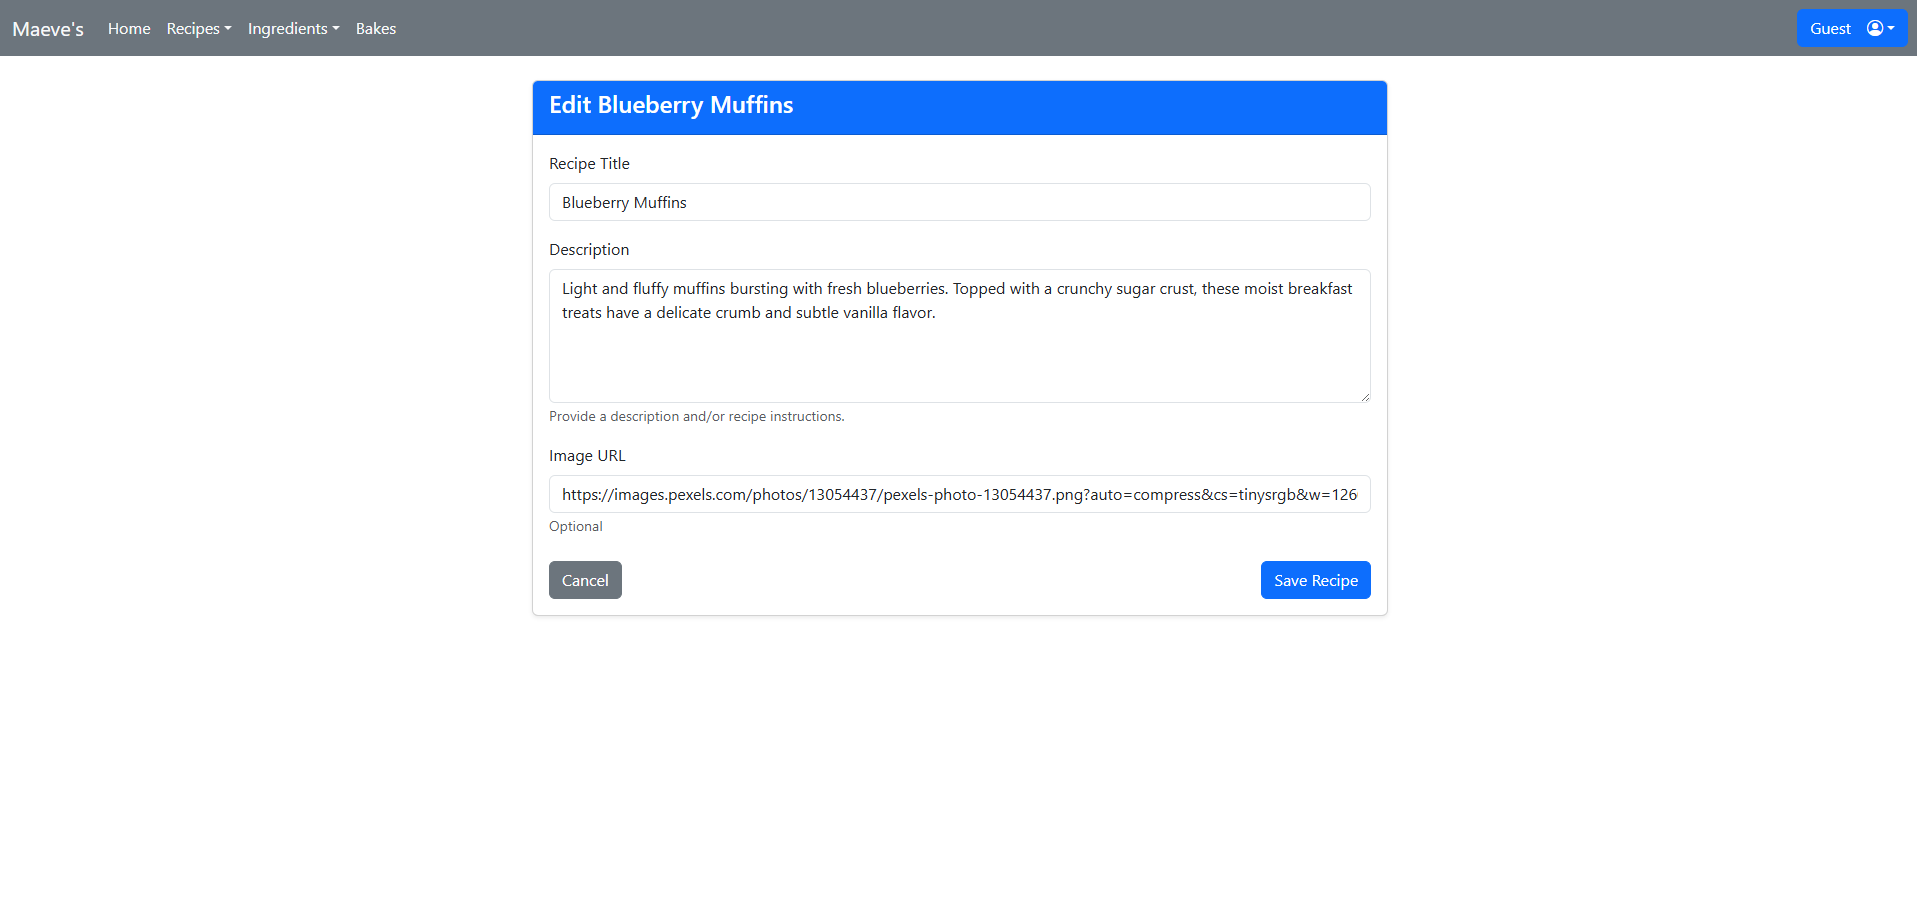 Maeve's Home Recipes Ingredients Bakes Guest
Edit Blueberry Muffins
Recipe Title
Blueberry Muffins
Description
Light and fluffy muffins bursting with fresh blueberries. Topped with a crunchy sugar crust, these moist breakfast
treats have a delicate crumb and subtle vanilla flavor.
Provide a description and/or recipe instructions.
Image URL
https://images.pexels.com/photos/13054437/pexels-photo-13054437.png?auto=compress&cs=tinysrgb&w=126
Optional
Cancel Save Recipe